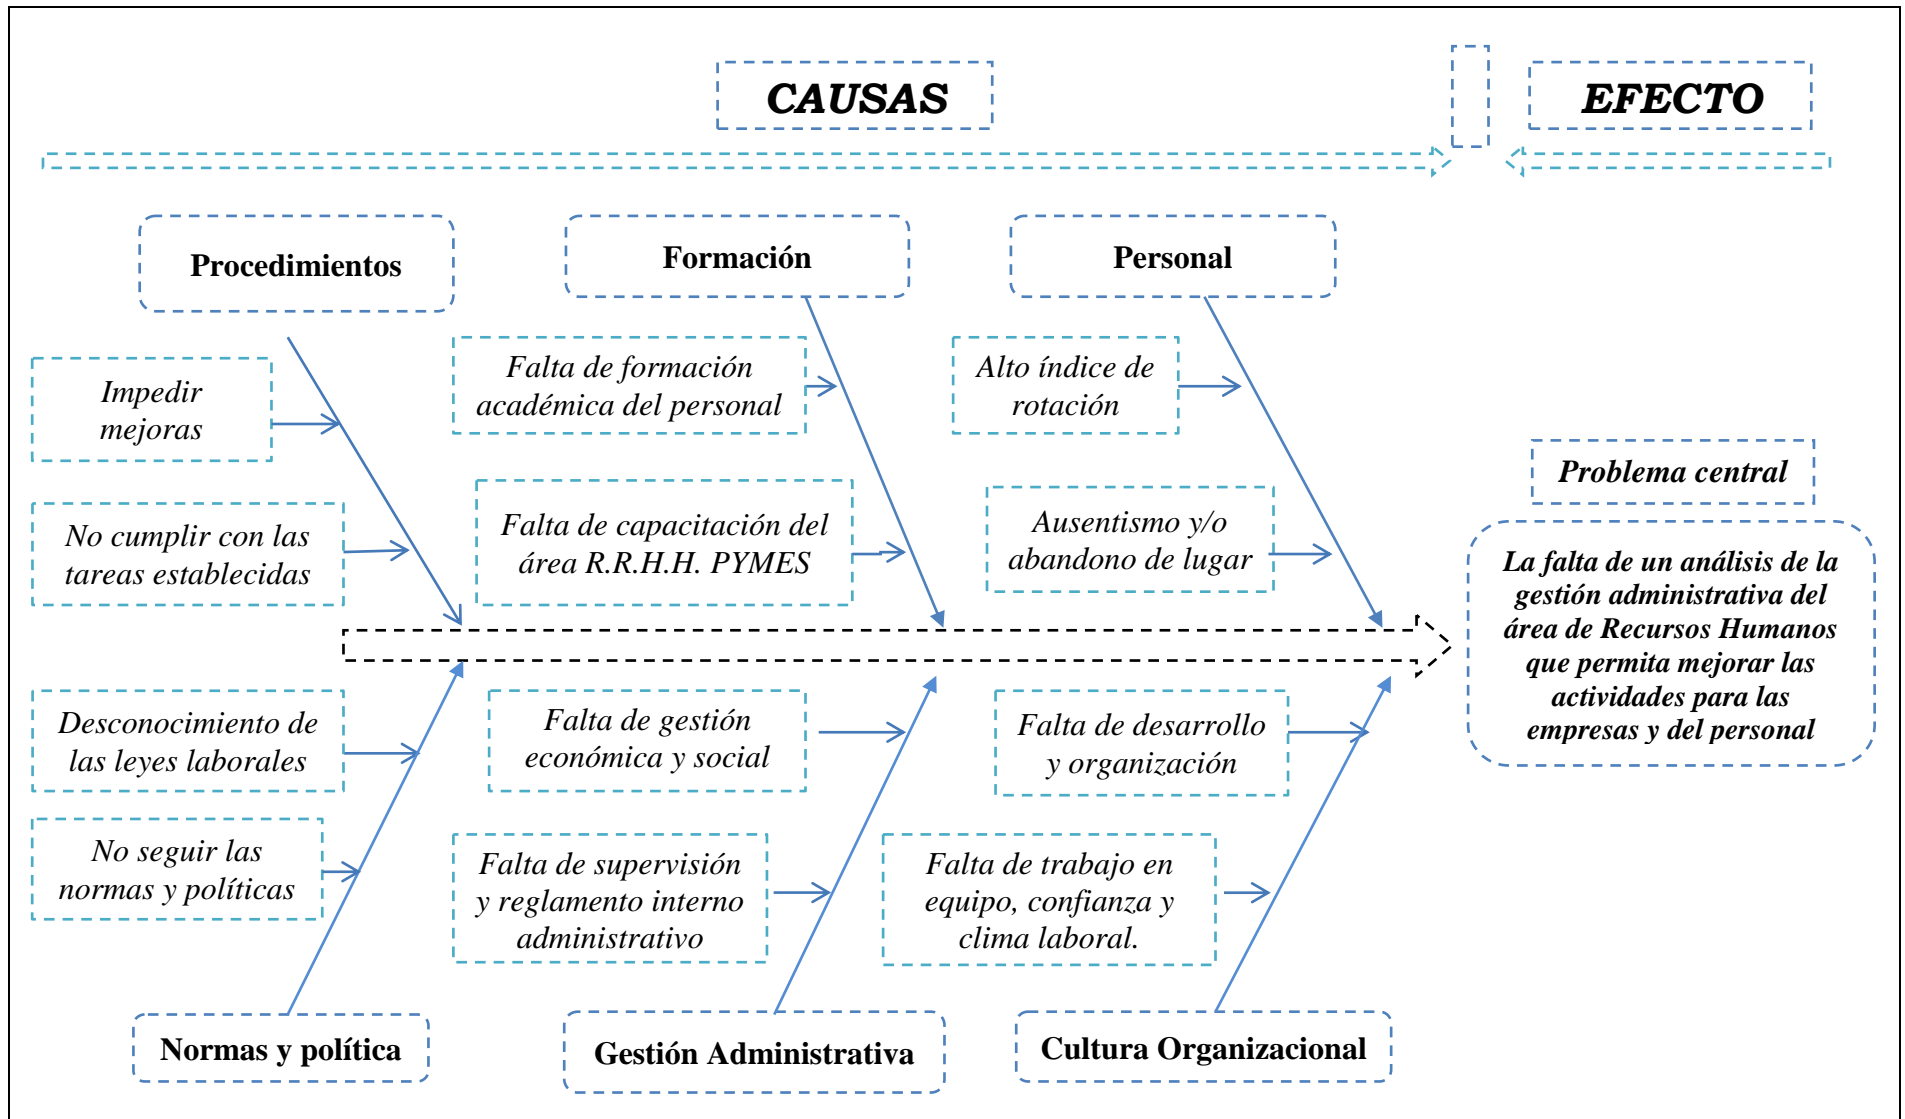 CAUSAS
EFECTO
Procedimientos
Formación
Personal
Impedir
mejoras
Falta de formación
académica del personal
Alto índice de
rotación
No cumplir con las
tareas establecidas
Falta de capacitación del
área R.R.H.H. PYMES
Ausentismo y/o
abandono de lugar
Problema central
La falta de un análisis de la
gestión administrativa del
área de Recursos Humanos
que permita mejorar las
actividades para las
empresas y del personal
Desconocimiento de
las leyes laborales
Falta de gestión
económica y social
Falta de desarrollo
y organización
No seguir las
normas y políticas
Falta de supervisión
y reglamento interno
administrativo
Falta de trabajo en
equipo, confianza y
clima laboral.
Normas y política
Gestión Administrativa
Cultura Organizacional